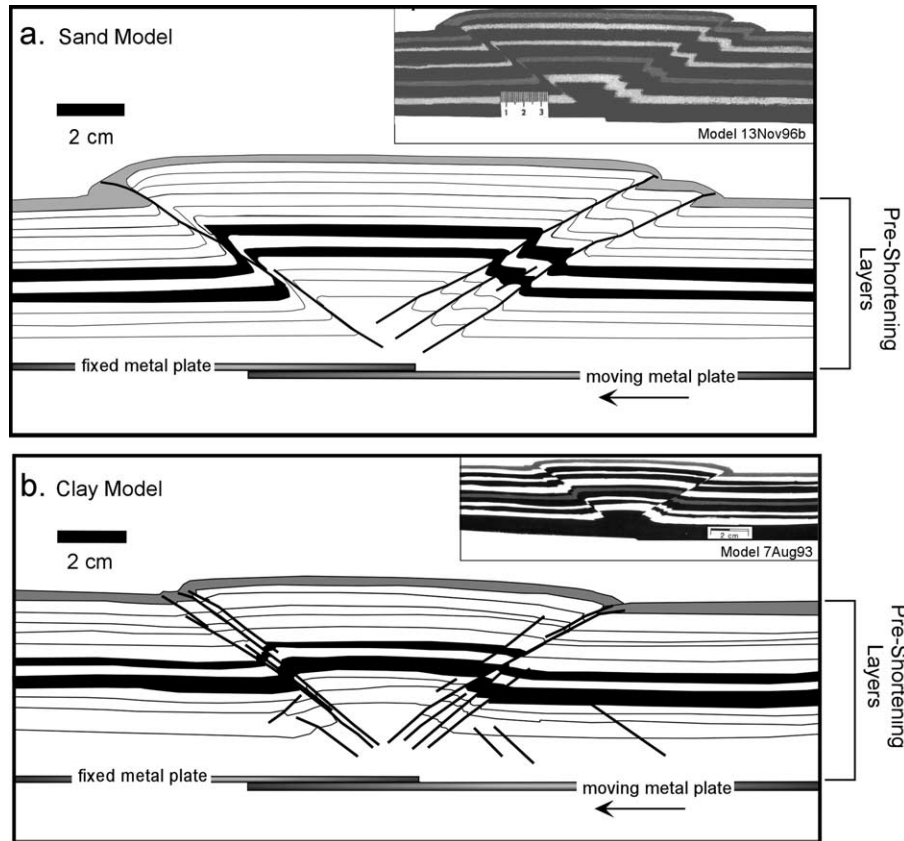 a. Sand Model
2 cm
1 2 3
Model 13Nov96b
fixed metal plate
moving metal plate
Pre-Shortening
Layers
b. Clay Model
2 cm
2 cm
Model 7Aug93
fixed metal plate
moving metal plate
Pre-Shortening
Layers